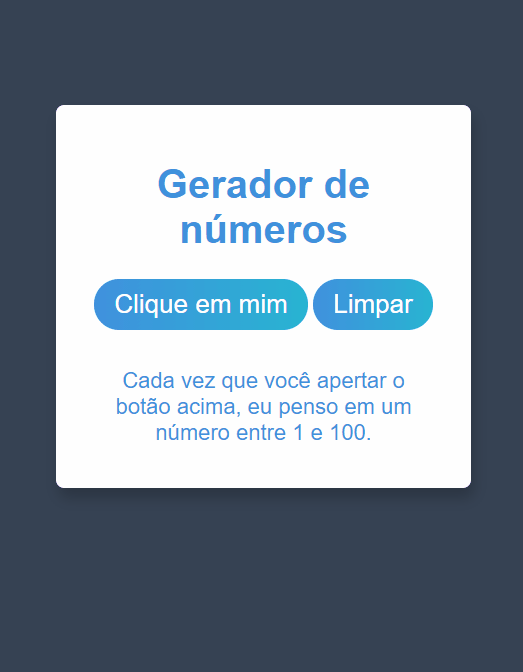 Gerador de
números
Clique em mim Limpar
Cada vez que você apertar o
botão acima, eu penso em um
número entre 1 e 100.